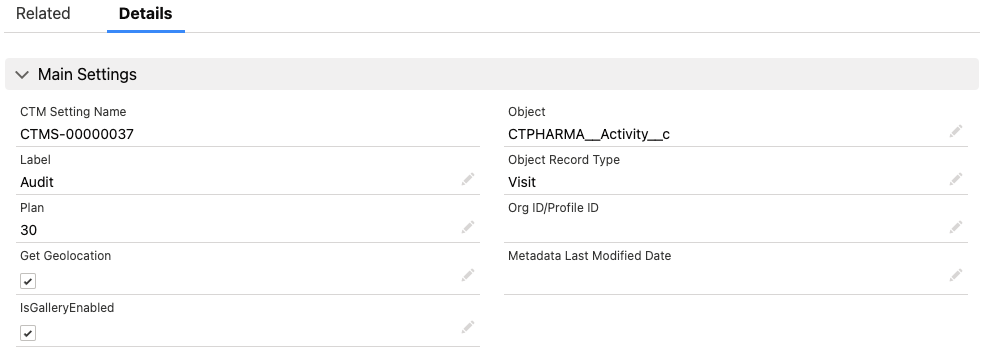 Related
Details
Main Settings
CTM Setting Name
CTMS-00000037
Object
CTPHARMA__Activity__c
Label
Audit
Object Record Type
Visit
Plan
30
Org ID/Profile ID
Get Geolocation
Metadata Last Modified Date
IsGalleryEnabled